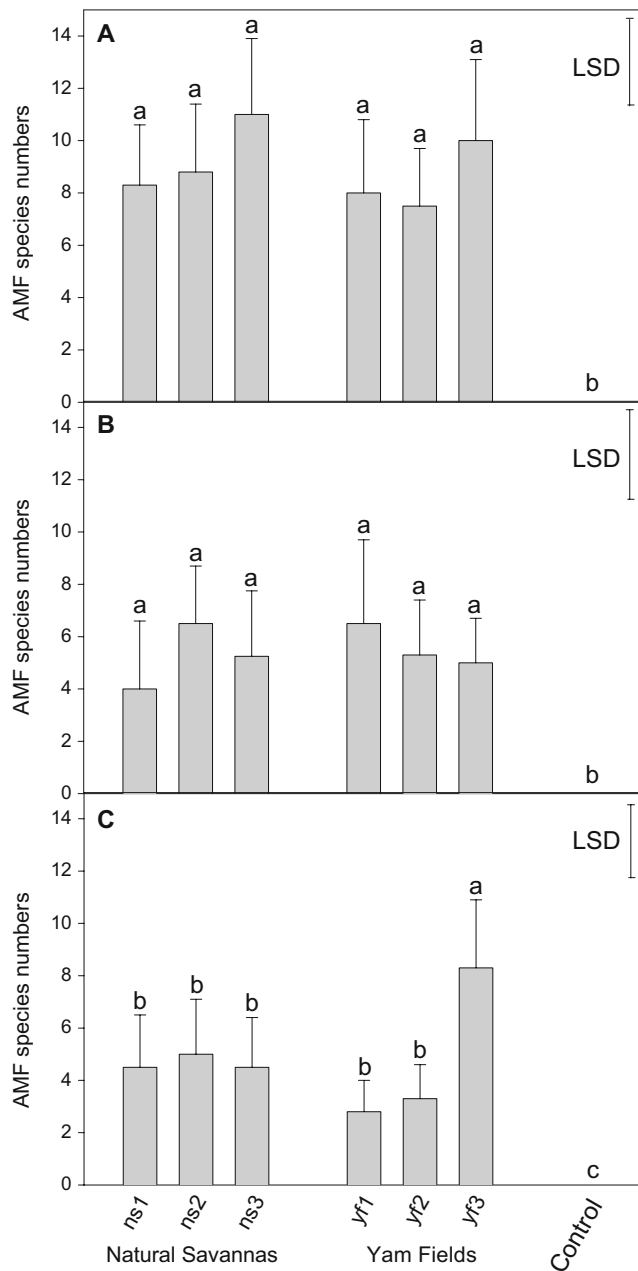 A
AMF species numbers
14
12
10
8
6
4
2
0
a
a
a
a
a
a
b
LSD
B
AMF species numbers
14
12
10
8
6
4
2
0
a
a
a
a
a
a
b
LSD
C
AMF species numbers
14
12
10
8
6
4
2
0
b
b
b
b
b
a
c
LSD
ns1
ns2
ns3
yf1
yf2
yf3
Control
Natural Savannas
Yam Fields